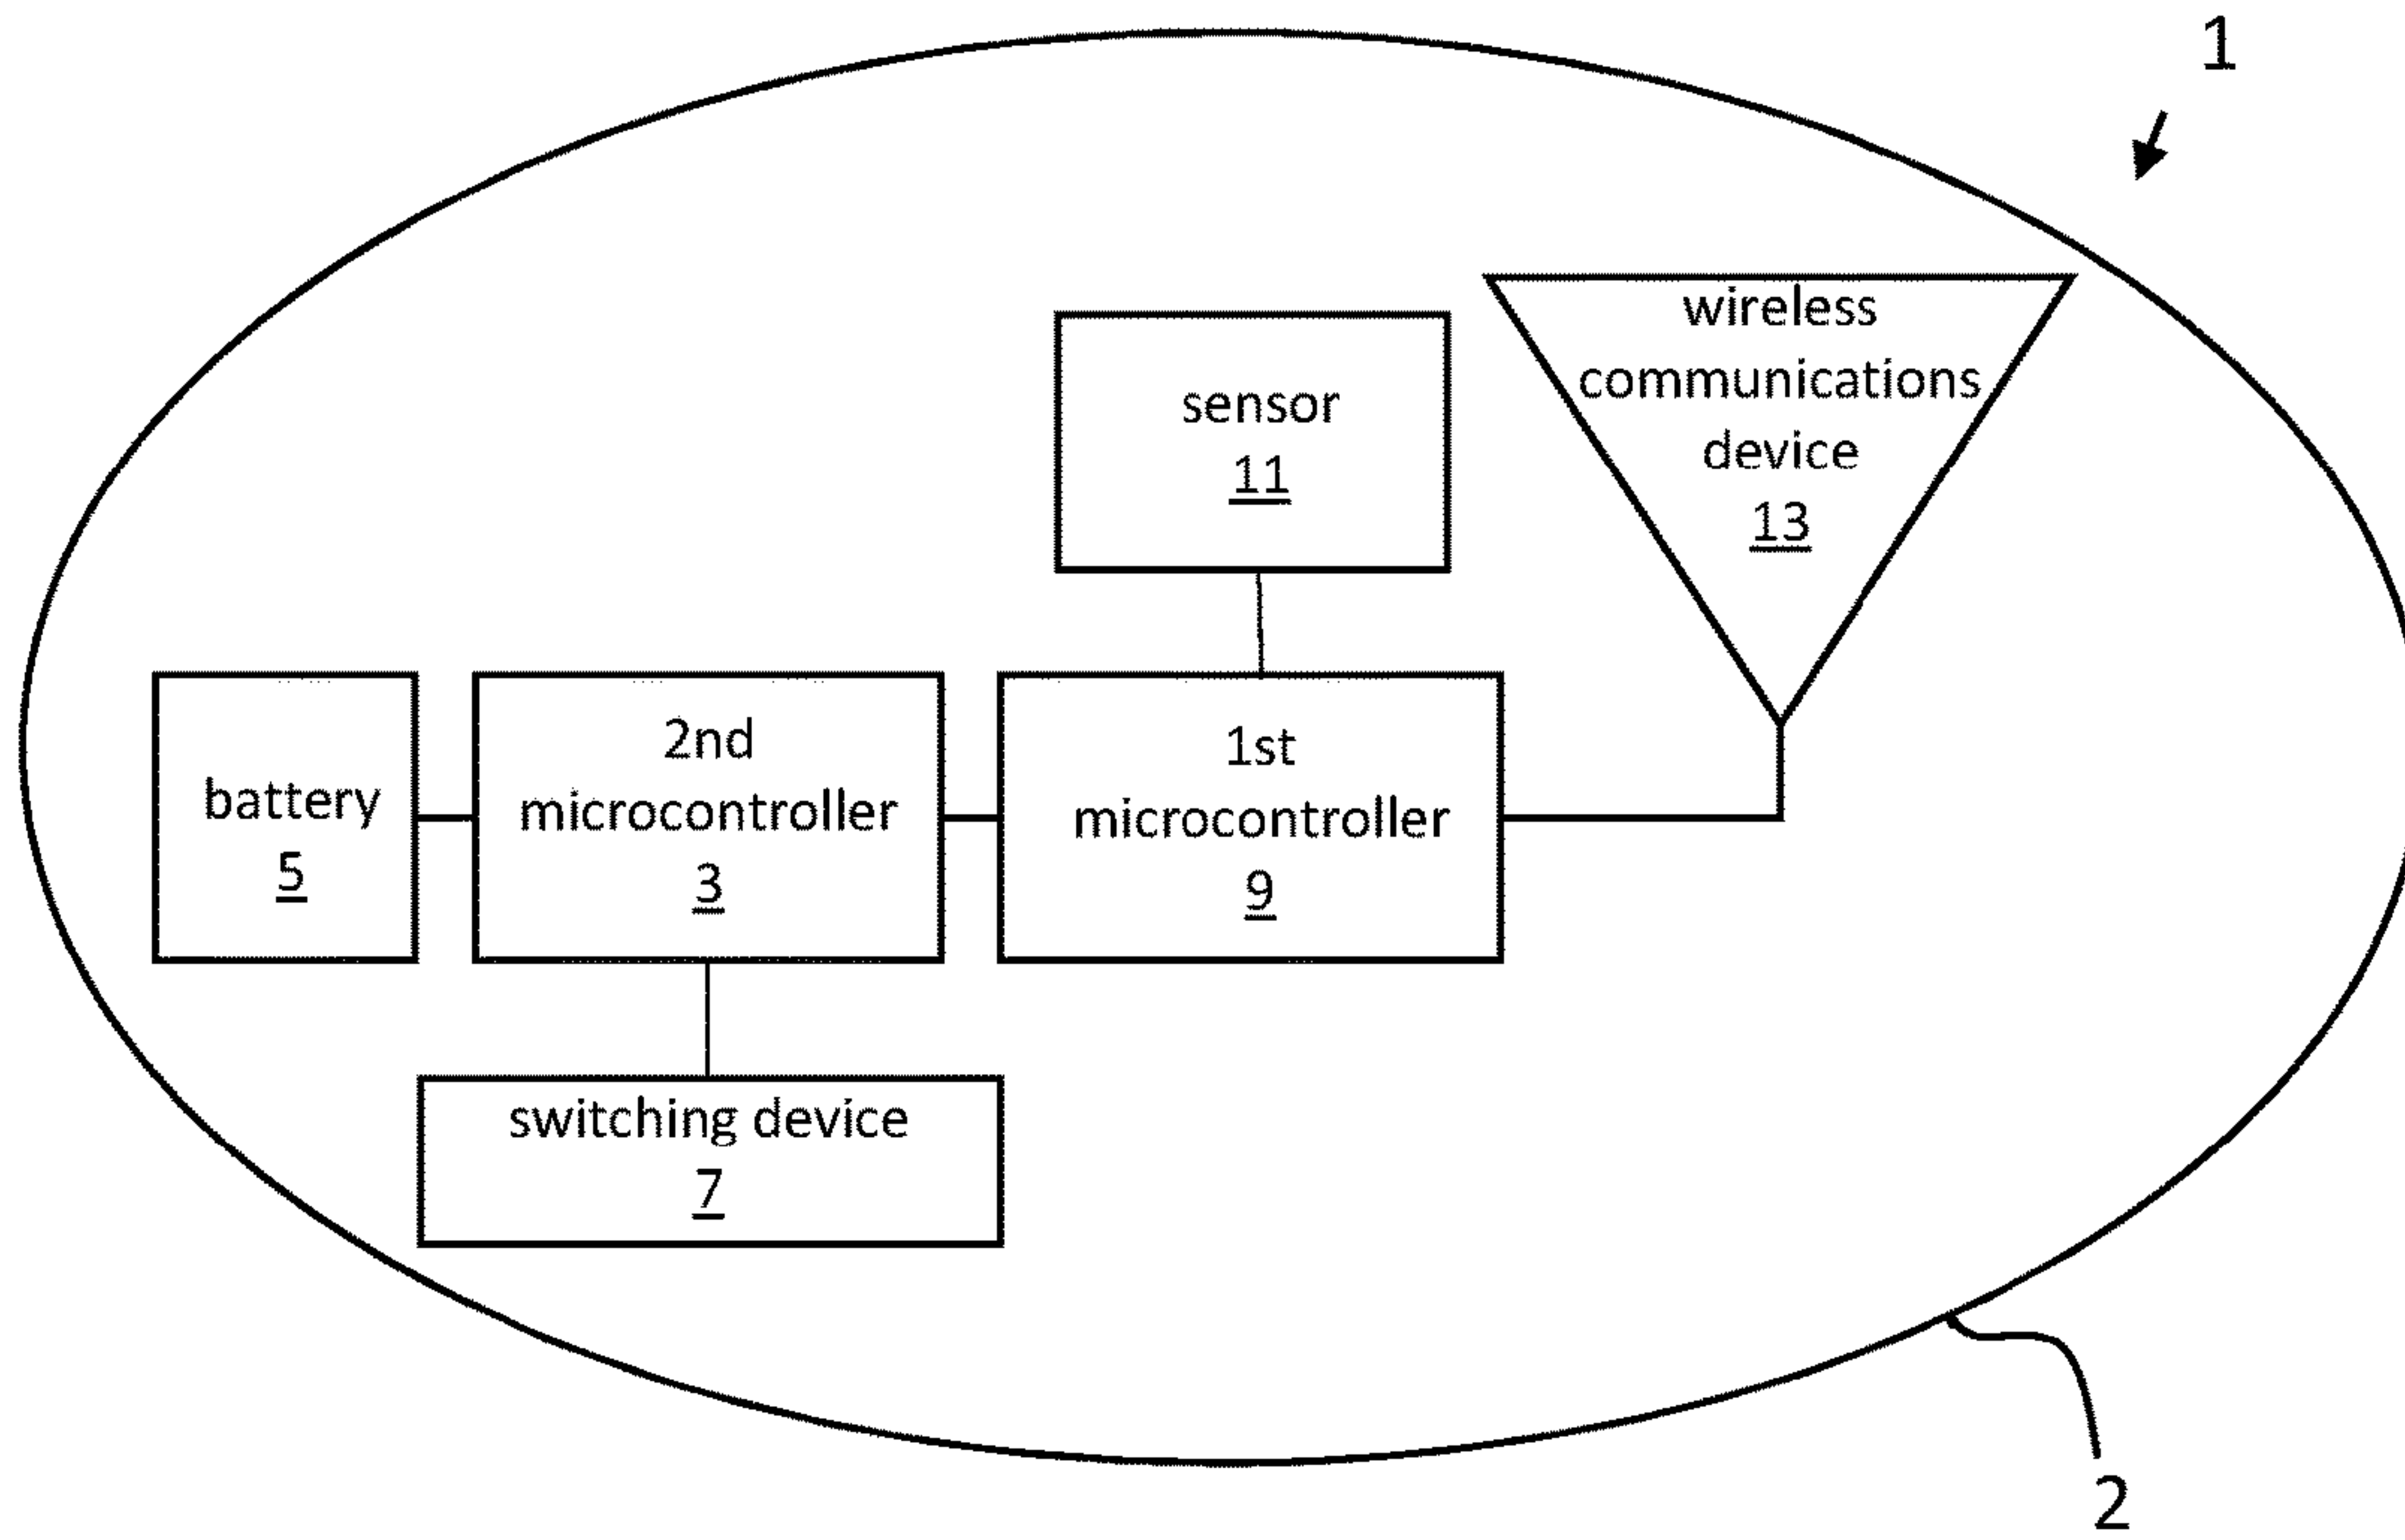 1
wireless
communications
device
13
sensor
11
battery
5
2nd
microcontroller
3
1st
microcontroller
9
switching device
7
2